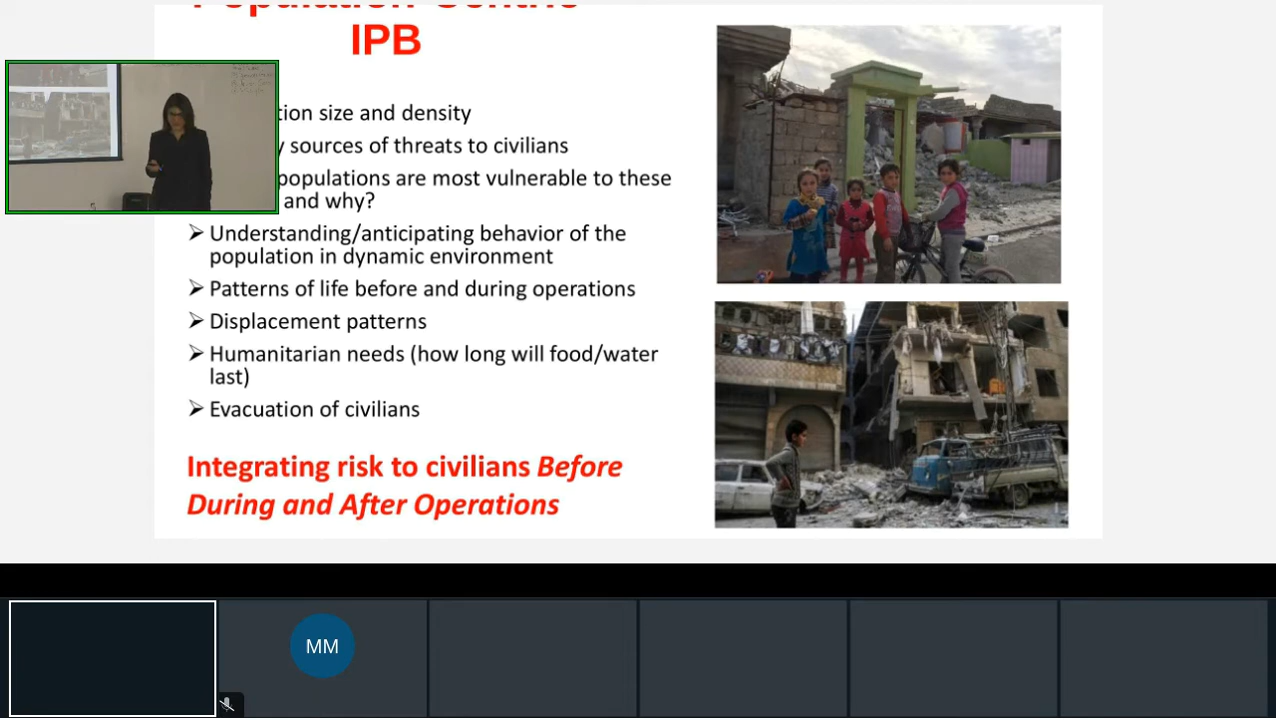 IPB
tion size and density
y sources of threats to civilians
populations are most vulnerable to these
and why?
➢ Understanding/anticipating behavior of the
population in dynamic environment
➢ Patterns of life before and during operations
➢ Displacement patterns
➢ Humanitarian needs (how long will food/water
last)
➢ Evacuation of civilians
Integrating risk to civilians Before
During and After Operations
MM